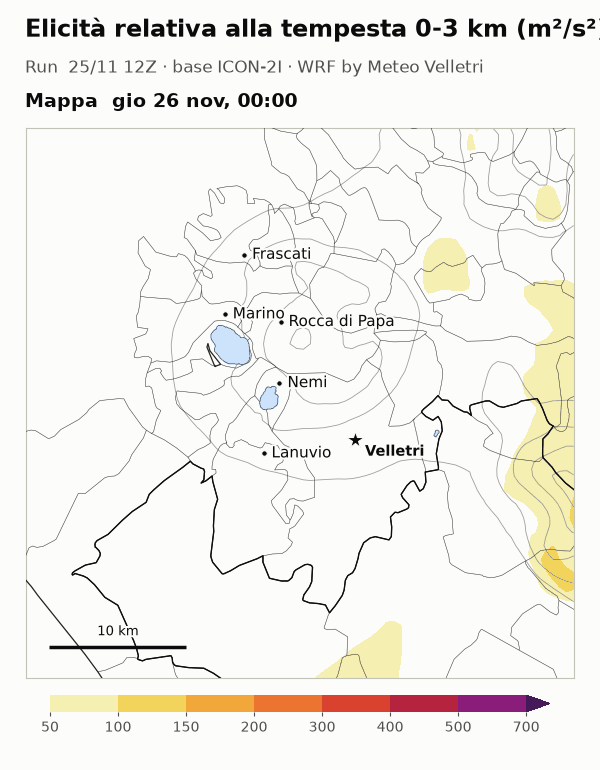 Elicità relativa alla tempesta 0-3 km (m²/s²)
Run  25/11 12Z · base ICON-2I · WRF by Meteo Velletri
Mappa  gio 26 nov, 00:00
Frascati
Marino
Rocca di Papa
Nemi
Velletri
Lanuvio
10 km
50 100 150 200 300 400 500 700